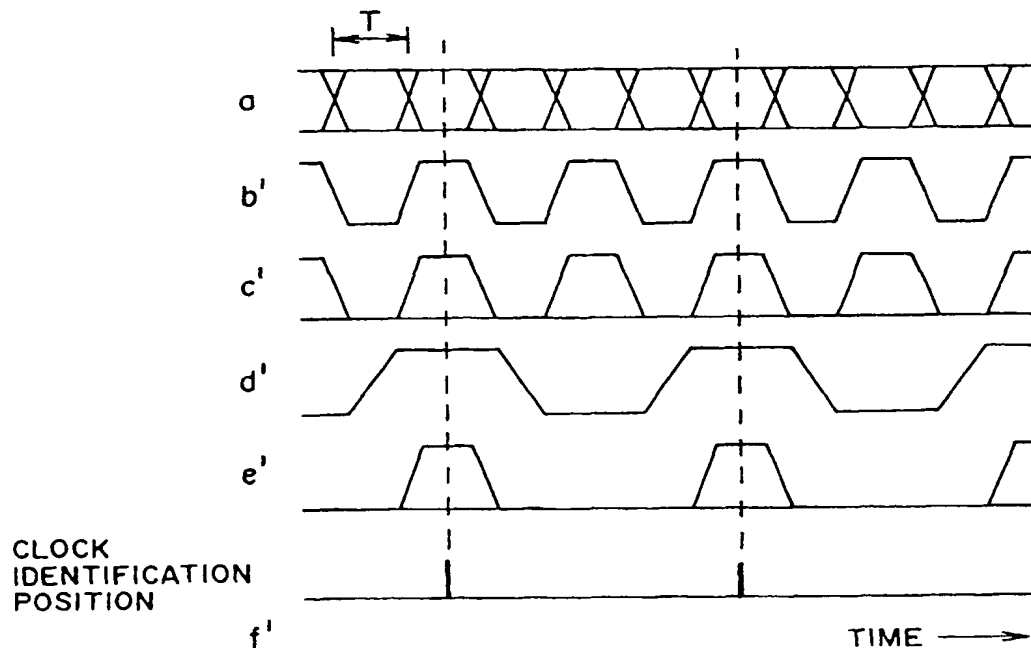 T
a
b'
c'
d'
e'
CLOCK
IDENTIFICATION
POSITION
f'
TIME